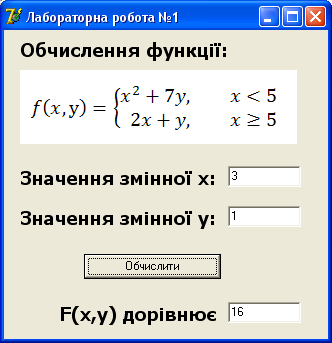 Лабораторна робота №1
Обчислення функції:
f(x,y) = { x² + 7y, x < 5
2x + y, x ≥ 5
Значення змінної x: 3
Значення змінної y: 1
Обчислити
F(x,y) дорівнює 16